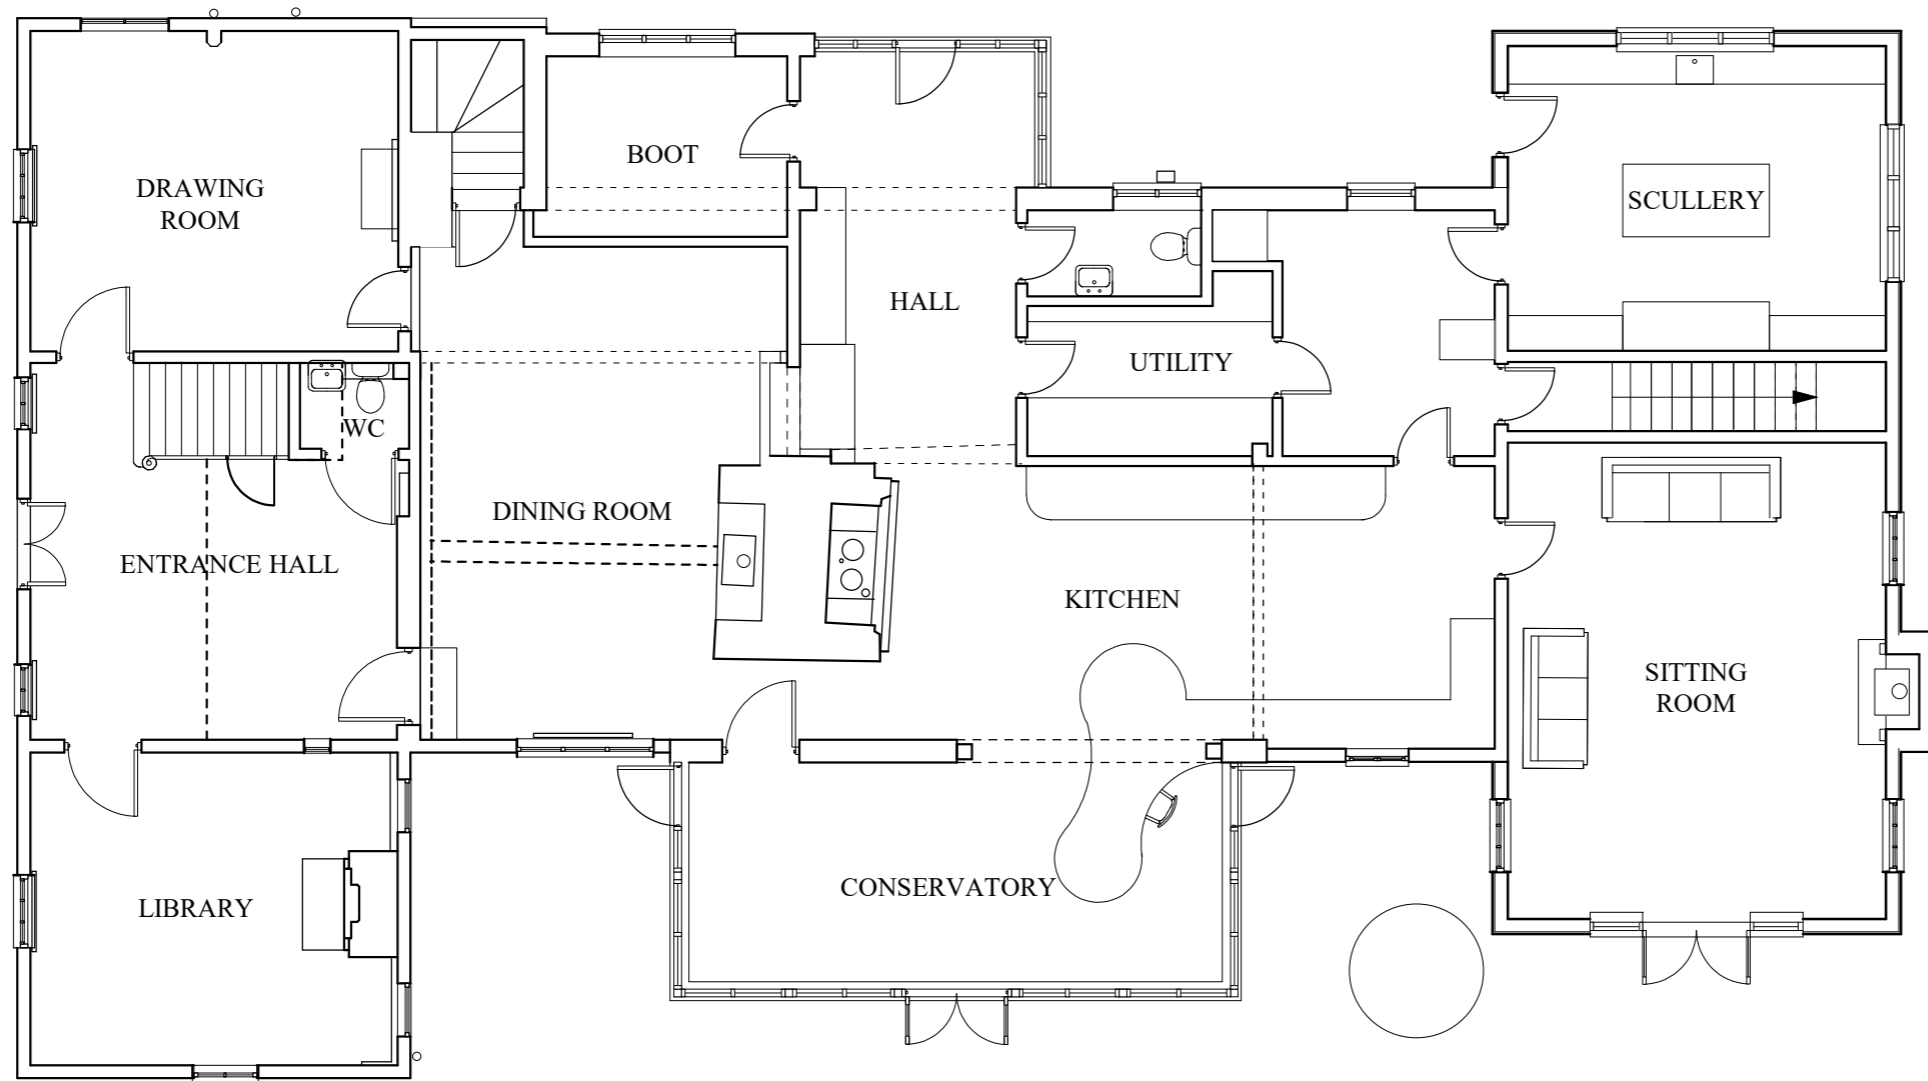 DRAWING
ROOM
BOOT
SCULLERY
HALL
UTILITY
WC
DINING ROOM
ENTRANCE HALL
KITCHEN
SITTING
ROOM
CONSERVATORY
LIBRARY